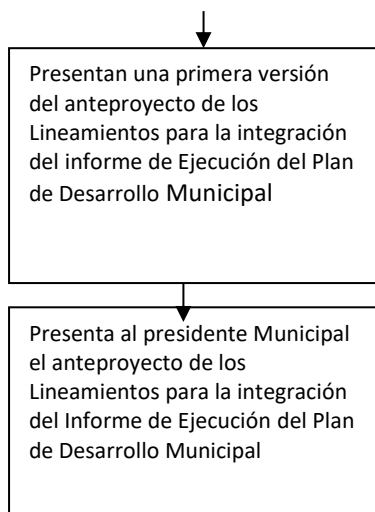 Presentan una primera versión
del anteproyecto de los
Lineamientos para la integración
del informe de Ejecución del Plan
de Desarrollo Municipal
Presenta al presidente Municipal
el anteproyecto de los
Lineamientos para la integración
del Informe de Ejecución del Plan
de Desarrollo Municipal